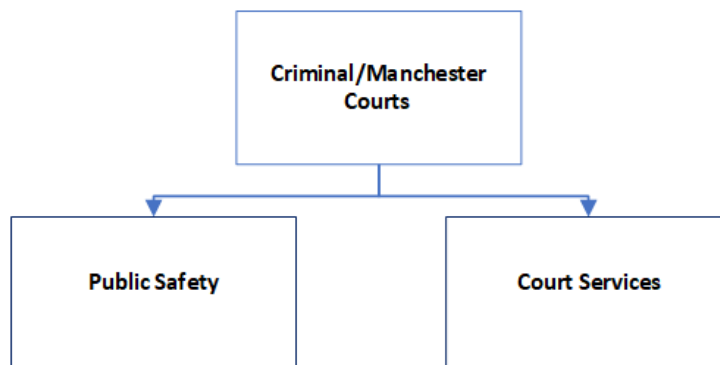 Criminal/Manchester
Courts
Public Safety
Court Services